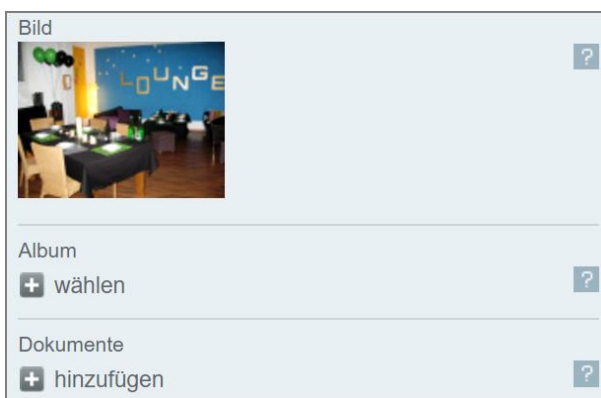 Bild
?
LOUNGE
Album
?
wählen
Dokumente
?
hinzufügen